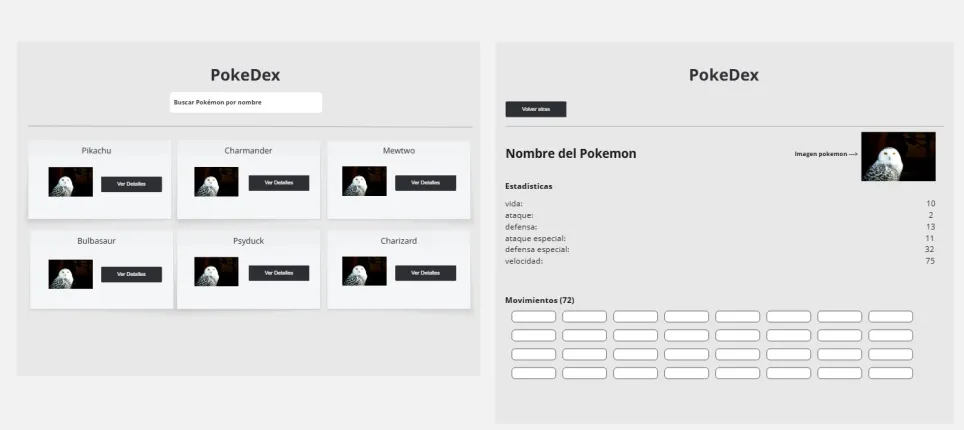 PokeDex
Buscar Pokémon por nombre
Pikachu
Ver Detalles
Charmander
Ver Detalles
Mewtwo
Ver Detalles
Bulbasaur
Ver Detalles
Psyduck
Ver Detalles
Charizard
Ver Detalles
PokeDex
Volver atras
Nombre del Pokemon
Imagen pokemon --->
Estadisticas
vida: 10
ataque: 2
defensa: 13
ataque especial: 11
defensa especial: 32
velocidad: 75
Movimientos (72)